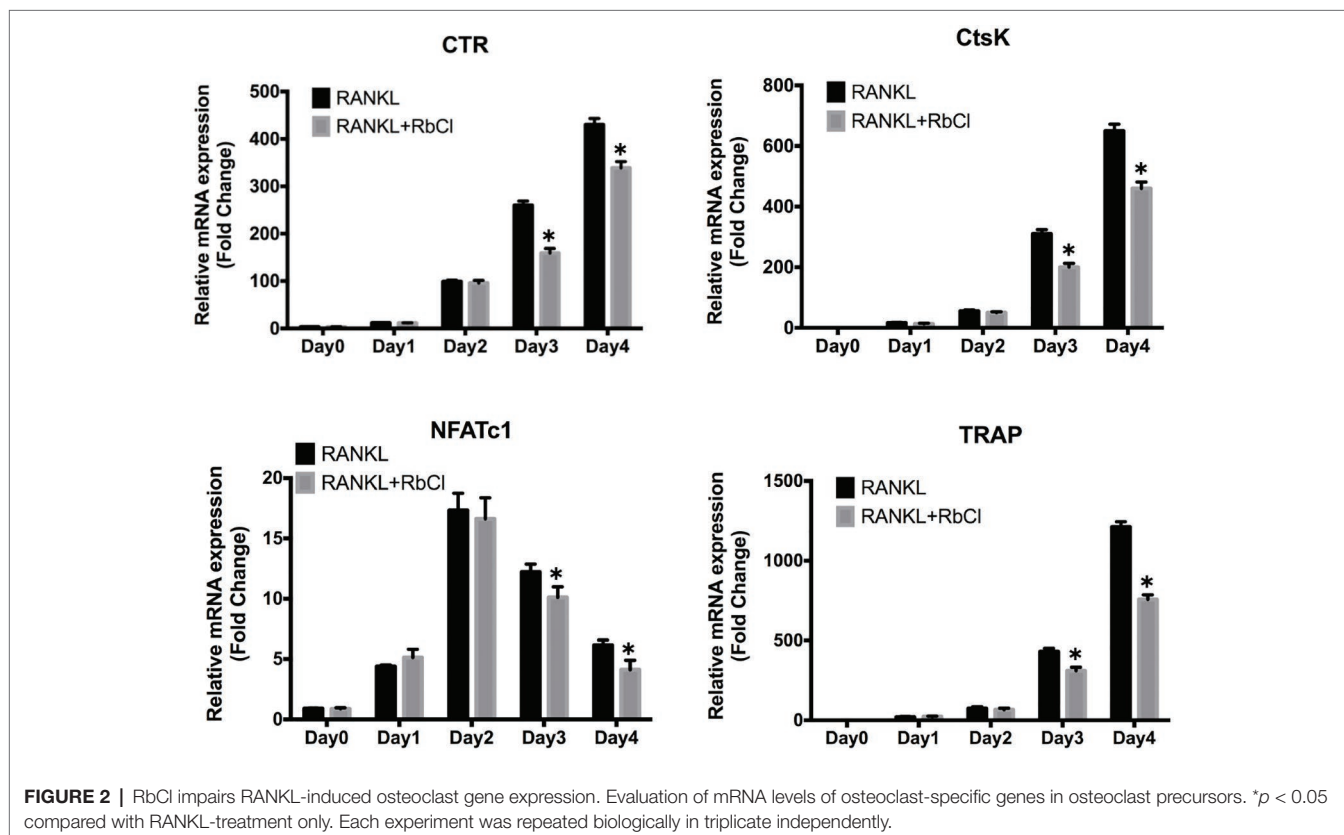 CTR
Relative mRNA expression
(Fold Change)
500
400
300
200
100
0
RANKL
RANKL+RbCl
*
*
Day0 Day1 Day2 Day3 Day4
CtsK
Relative mRNA expression
(Fold Change)
800
600
400
200
0
RANKL
RANKL+RbCl
*
*
Day0 Day1 Day2 Day3 Day4
NFATc1
Relative mRNA expression
(Fold Change)
20
15
10
5
0
RANKL
RANKL+RbCl
*
*
Day0 Day1 Day2 Day3 Day4
TRAP
Relative mRNA expression
(Fold Change)
1500
1000
500
0
RANKL
RANKL+RbCl
*
*
Day0 Day1 Day2 Day3 Day4
FIGURE 2 | RbCl impairs RANKL-induced osteoclast gene expression. Evaluation of mRNA levels of osteoclast-specific genes in osteoclast precursors. *p < 0.05
compared with RANKL-treatment only. Each experiment was repeated biologically in triplicate independently.